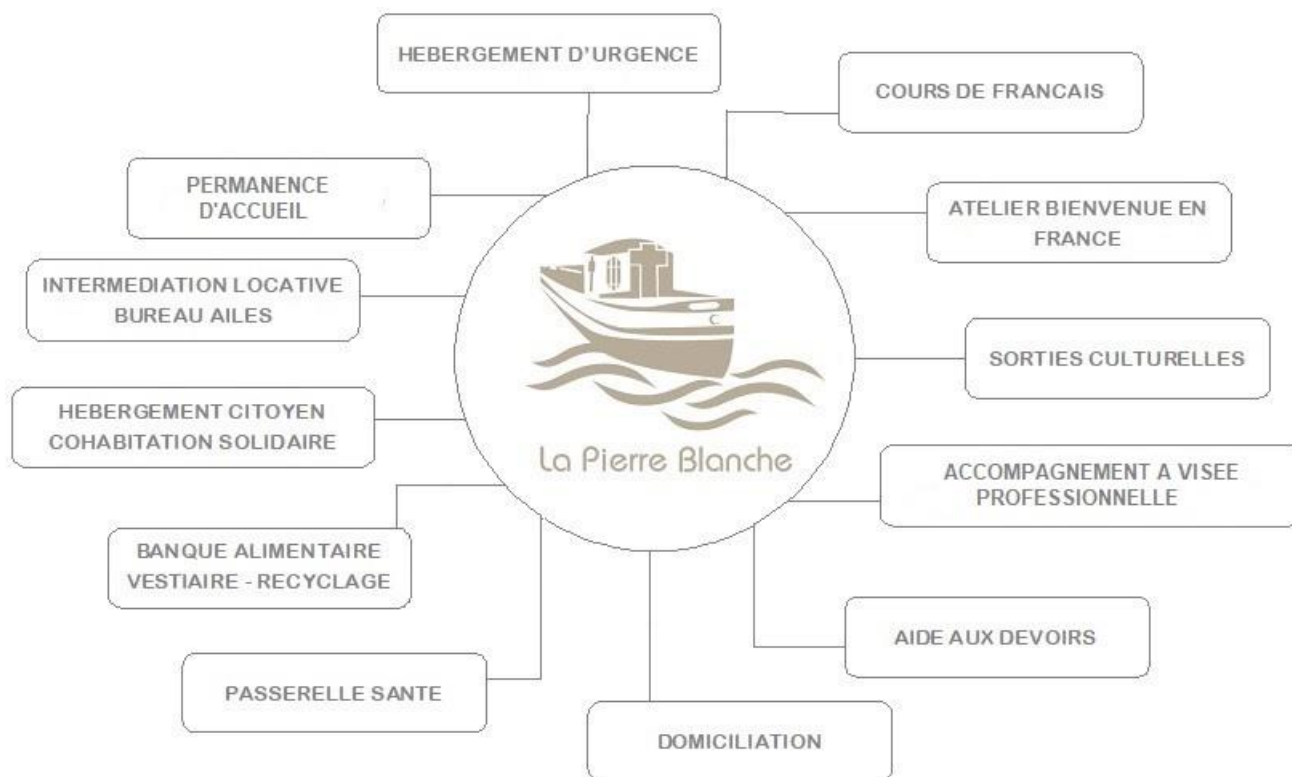 HEBERGEMENT D'URGENCE
COURS DE FRANCAIS
PERMANENCE
D'ACCUEIL
ATELIER BIENVENUE EN
FRANCE
INTERMEDIATION LOCATIVE
BUREAU AILES
SORTIES CULTURELLES
HEBERGEMENT CITOYEN
COHABITATION SOLIDAIRE
La Pierre Blanche
ACCOMPAGNEMENT A VISEE
PROFESSIONNELLE
BANQUE ALIMENTAIRE
VESTIAIRE - RECYCLAGE
AIDE AUX DEVOIRS
PASSERELLE SANTE
DOMICILIATION